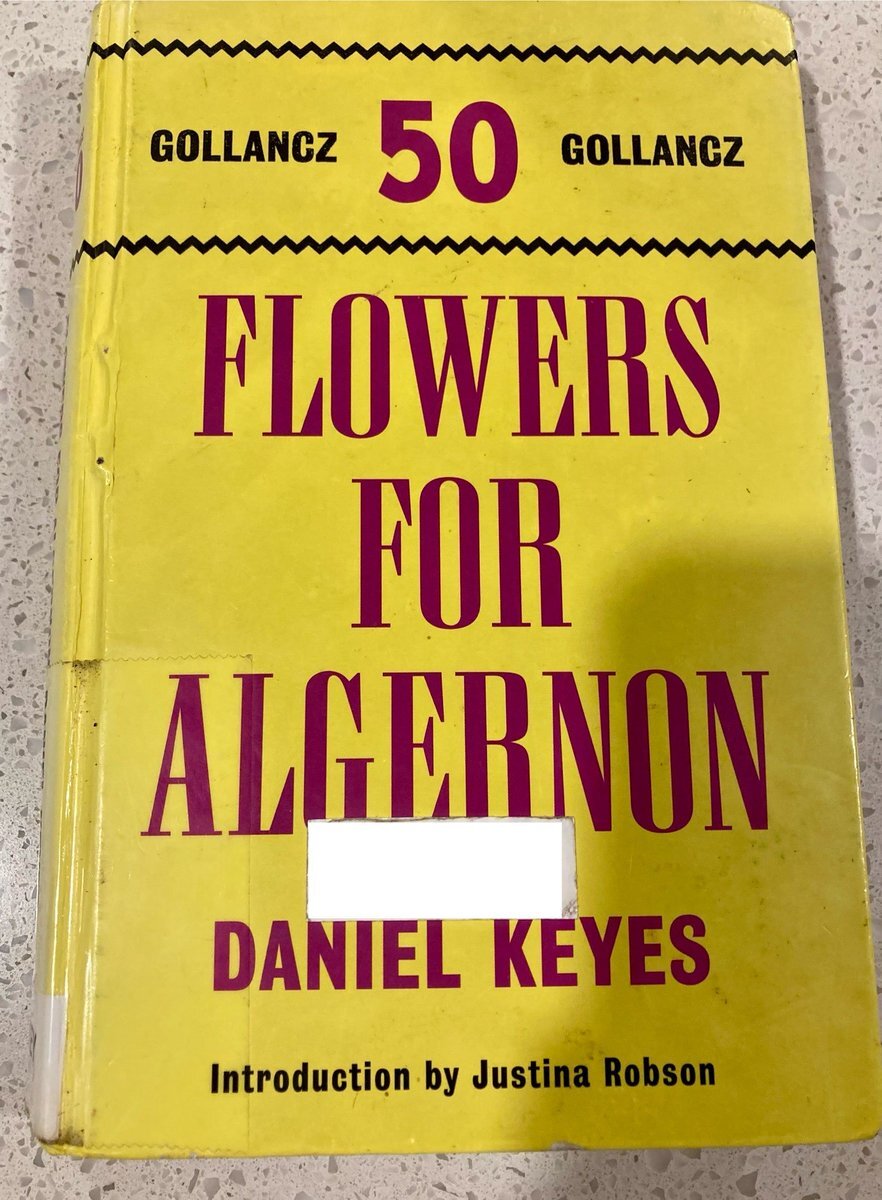 GOLLANCZ 50 GOLLANCZ
FLOWERS
FOR
ALGERNON
DANIEL KEYES
Introduction by Justina Robson